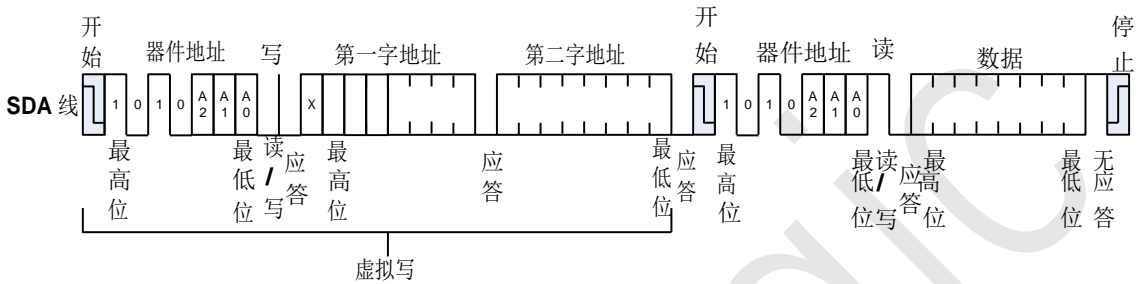 开始 器件地址 写 第一字地址 第二字地址 开始 器件地址 读 数据 停止
SDA 线 1 0 1 0 A2 A1 A0 X 1 0 1 0 A2 A1 A0
最高位 最低位 读/写 应答 最高位 应答 最低位 应答 最高位 最低位 读/写 应答 最高位 最低位 无应答
虚拟写